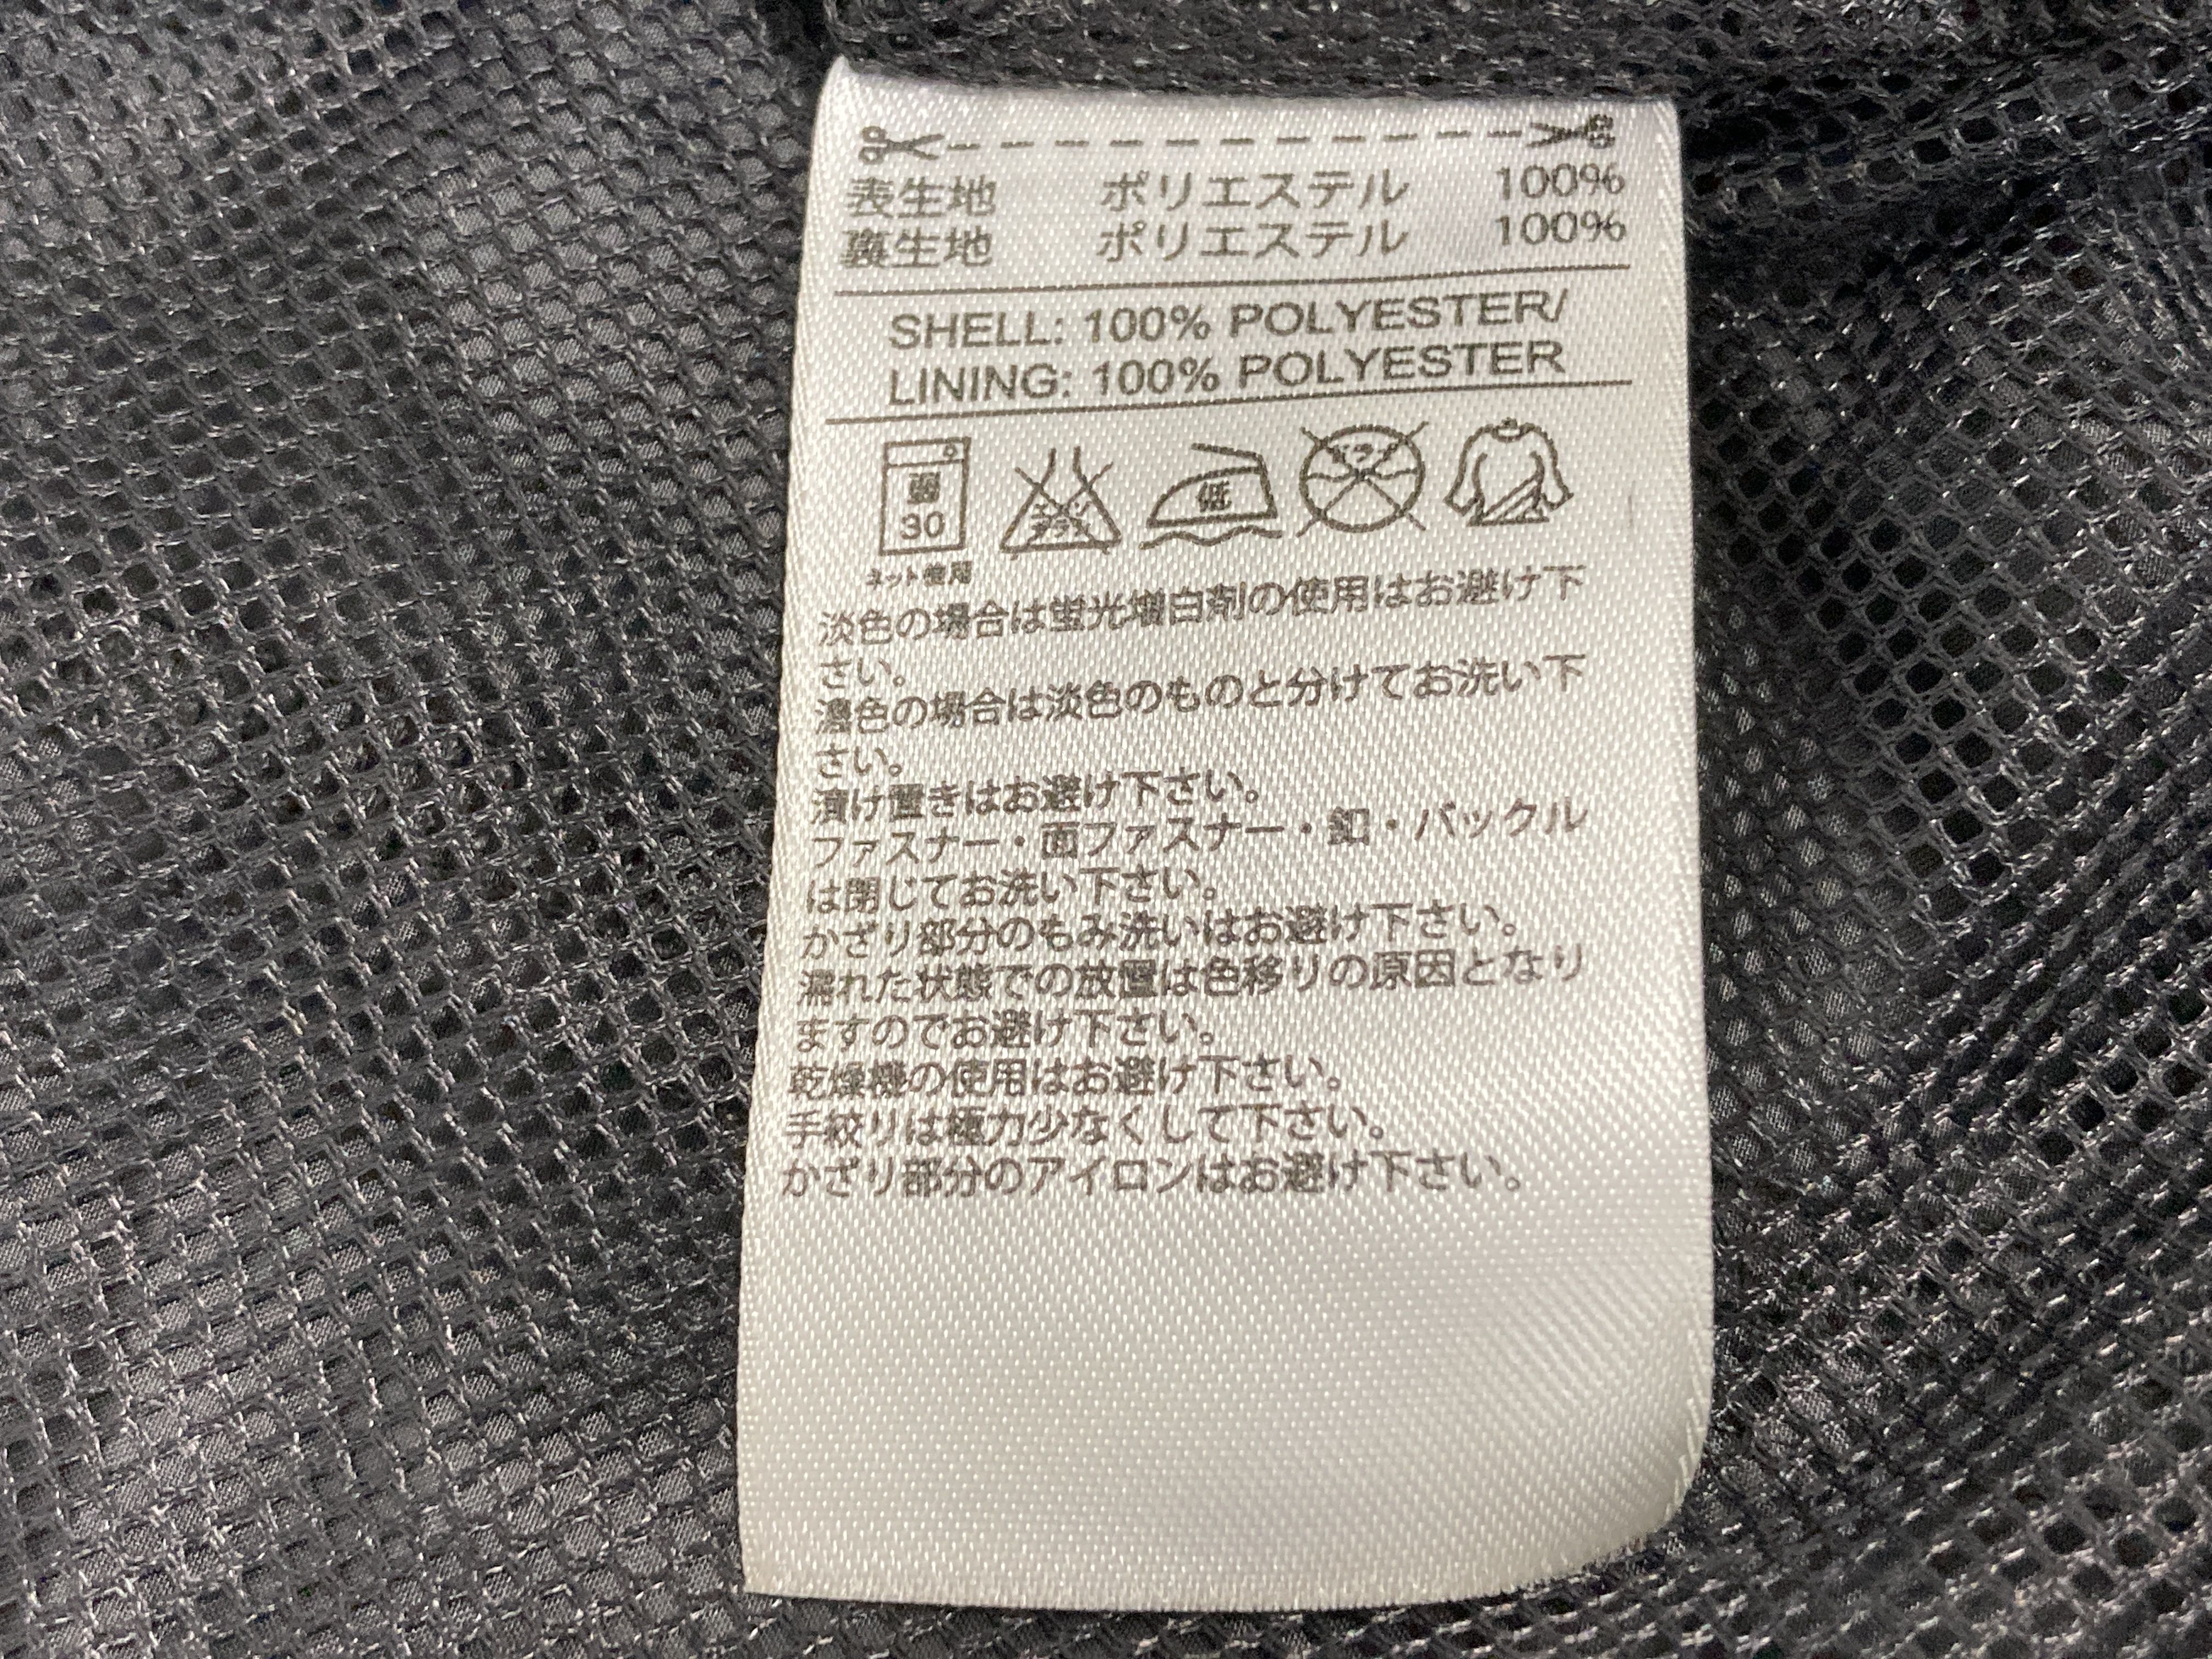 表生地 ポリエステル 100%
裏生地 ポリエステル 100%
SHELL: 100% POLYESTER/
LINING: 100% POLYESTER
弱
30
エンソ
サラシ
低
ドライ
ネット使用
淡色の場合は蛍光増白剤の使用はお避け下
さい。
濃色の場合は淡色のものと分けてお洗い下
さい。
漬け置きはお避け下さい。
ファスナー・面ファスナー・釦・バックル
は閉じてお洗い下さい。
かざり部分のもみ洗いはお避け下さい。
濡れた状態での放置は色移りの原因となり
ますのでお避け下さい。
乾燥機の使用はお避け下さい。
手絞りは極力少なくして下さい。
かざり部分のアイロンはお避け下さい。